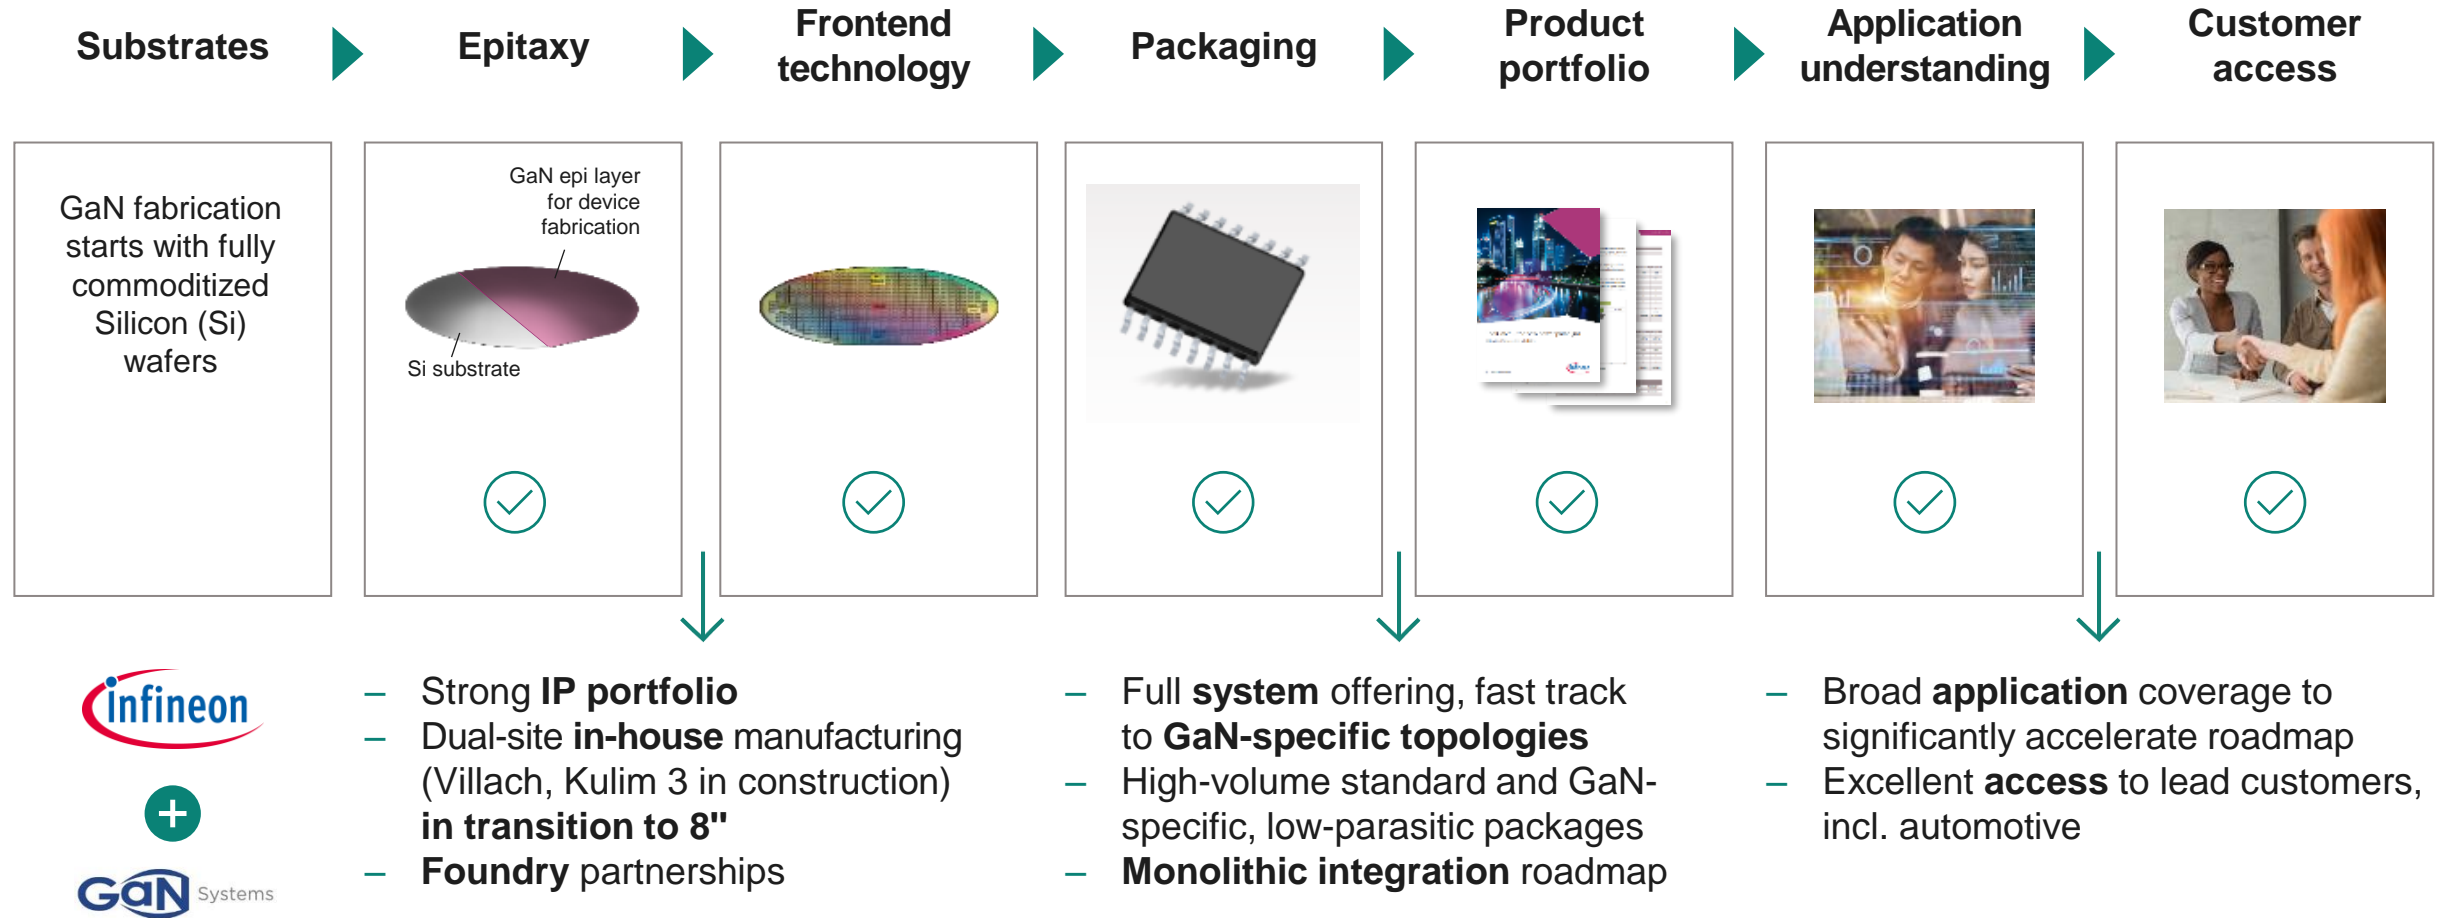 Substrates
Epitaxy
Frontend
technology
Packaging
Product
portfolio
Application
understanding
Customer
access
GaN fabrication
starts with fully
commoditized
Silicon (Si)
wafers
GaN epi layer
for device
fabrication
Si substrate
infineon
GaN Systems
– Strong IP portfolio
– Dual-site in-house manufacturing
(Villach, Kulim 3 in construction)
in transition to 8"
– Foundry partnerships
– Full system offering, fast track
to GaN-specific topologies
– High-volume standard and GaN-
specific, low-parasitic packages
– Monolithic integration roadmap
– Broad application coverage to
significantly accelerate roadmap
– Excellent access to lead customers,
incl. automotive